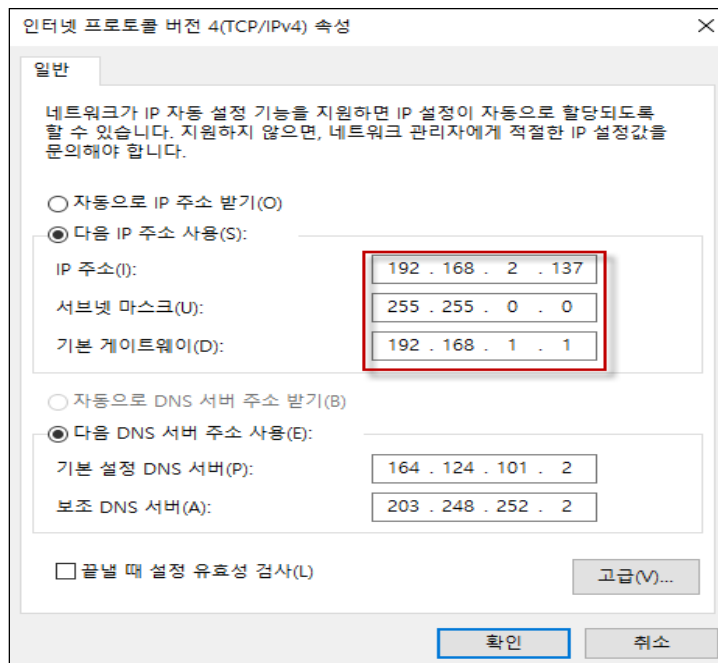 인터넷 프로토콜 버전 4(TCP/IPv4) 속성
일반
네트워크가 IP 자동 설정 기능을 지원하면 IP 설정이 자동으로 할당되도록
할 수 있습니다. 지원하지 않으면, 네트워크 관리자에게 적절한 IP 설정값을
문의해야 합니다.
자동으로 IP 주소 받기(O)
다음 IP 주소 사용(S):
IP 주소(I): 192 . 168 . 2 . 137
서브넷 마스크(U): 255 . 255 . 0 . 0
기본 게이트웨이(D): 192 . 168 . 1 . 1
자동으로 DNS 서버 주소 받기(B)
다음 DNS 서버 주소 사용(E):
기본 설정 DNS 서버(P): 164 . 124 . 101 . 2
보조 DNS 서버(A): 203 . 248 . 252 . 2
끝낼 때 설정 유효성 검사(L)
고급(V)...
확인 취소